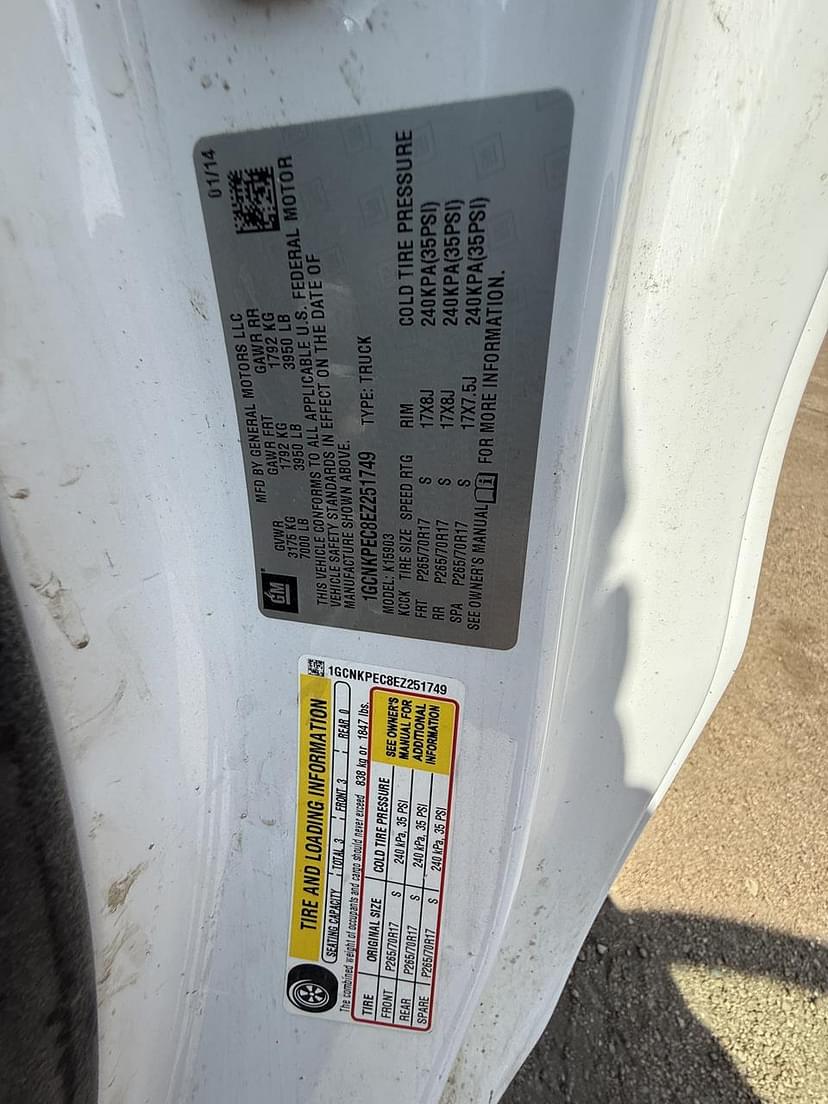 GM
01/14
MFD BY GENERAL MOTORS LLC
GVWR GAWR FRT GAWR RR
3175 KG 1792 KG 1792 KG
7000 LB 3950 LB 3950 LB
THIS VEHICLE CONFORMS TO ALL APPLICABLE U.S. FEDERAL MOTOR
VEHICLE SAFETY STANDARDS IN EFFECT ON THE DATE OF
MANUFACTURE SHOWN ABOVE.
1GCNKPEC8EZ251749 TYPE: TRUCK
MODEL: K15903
KCCK TIRE SIZE SPEED RTG RIM COLD TIRE PRESSURE
FRT P265/70R17 S 17X8J 240KPA(35PSI)
RR P265/70R17 S 17X8J 240KPA(35PSI)
SPA P265/70R17 S 17X7.5J 240KPA(35PSI)
SEE OWNER'S MANUAL i FOR MORE INFORMATION.
1GCNKPEC8EZ251749
TIRE AND LOADING INFORMATION
SEATING CAPACITY TOTAL 3 FRONT 3 REAR 0
The combined weight of occupants and cargo should never exceed 838 kg or 1847 lbs.
TIRE ORIGINAL SIZE COLD TIRE PRESSURE
FRONT P265/70R17 S 240 kPa, 35 PSI
REAR P265/70R17 S 240 kPa, 35 PSI
SPARE P265/70R17 S 240 kPa, 35 PSI
SEE OWNER'S
MANUAL FOR
ADDITIONAL
INFORMATION